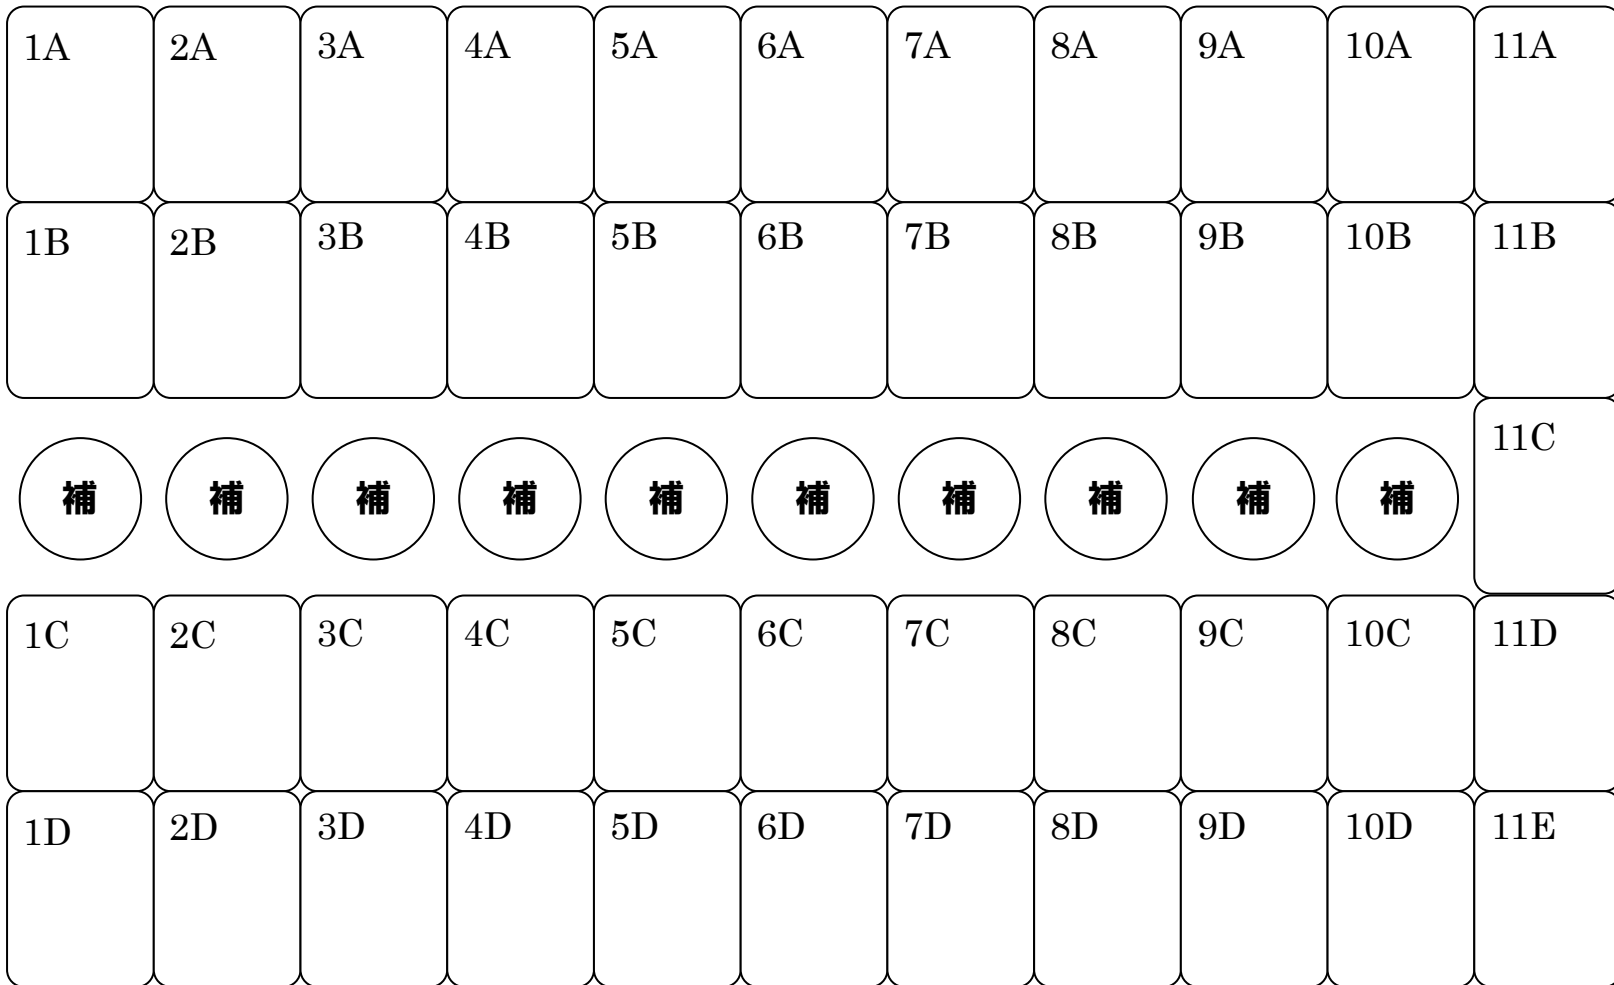 1A 2A 3A 4A 5A 6A 7A 8A 9A 10A 11A
1B 2B 3B 4B 5B 6B 7B 8B 9B 10B 11B
11C
補 補 補 補 補 補 補 補 補 補
1C 2C 3C 4C 5C 6C 7C 8C 9C 10C 11D
1D 2D 3D 4D 5D 6D 7D 8D 9D 10D 11E